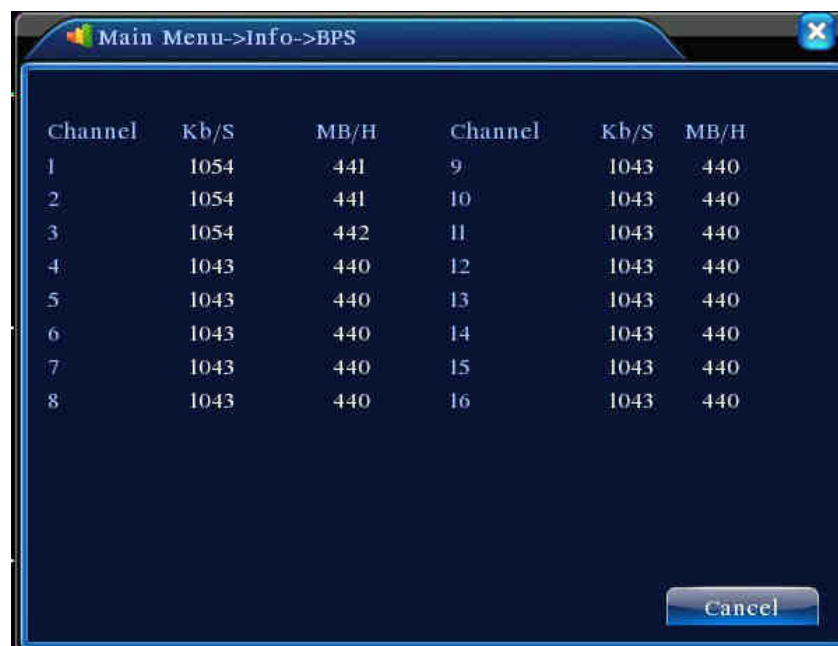 Main Menu->Info->BPS
Channel Kb/S MB/H Channel Kb/S MB/H
1 1054 441 9 1043 440
2 1054 441 10 1043 440
3 1054 442 11 1043 440
4 1043 440 12 1043 440
5 1043 440 13 1043 440
6 1043 440 14 1043 440
7 1043 440 15 1043 440
8 1043 440 16 1043 440
Cancel